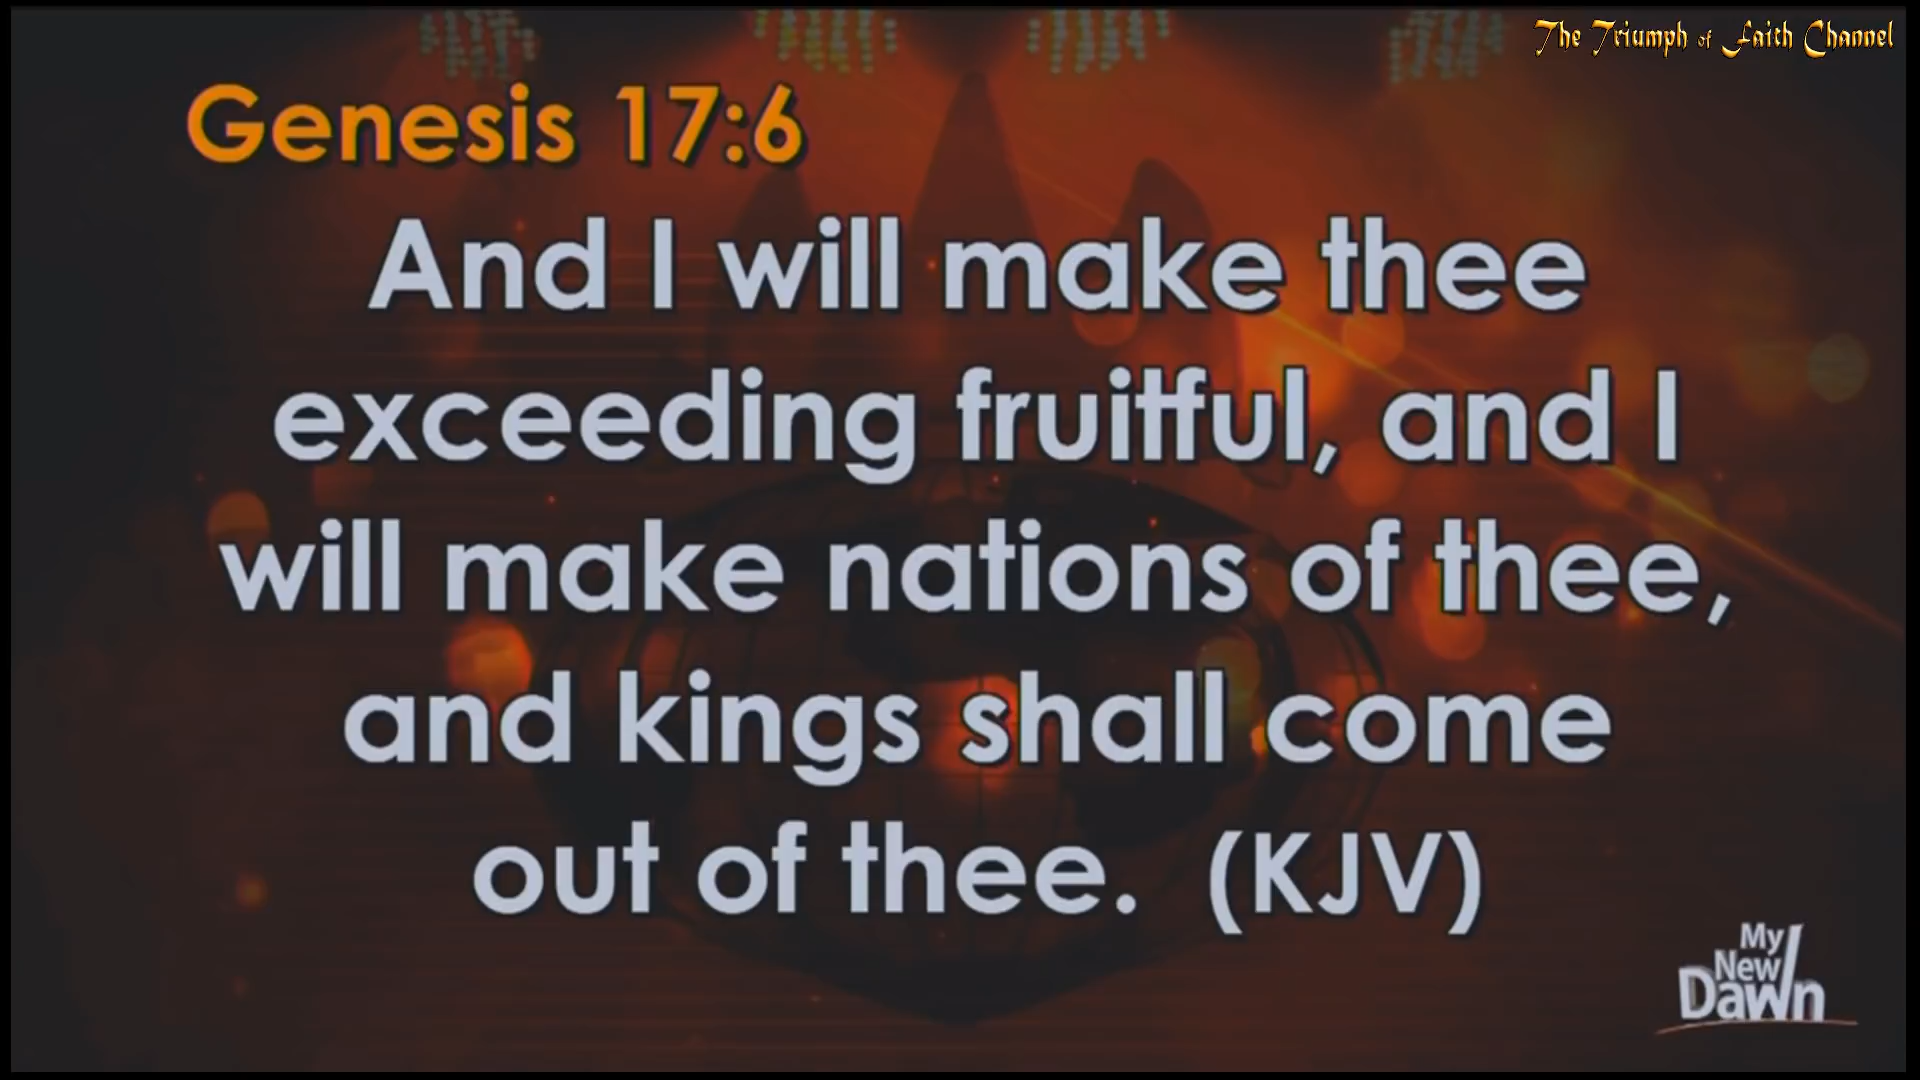 The Triumph of Faith Channel
Genesis 17:6
And I will make thee
exceeding fruitful, and I
will make nations of thee,
and kings shall come
out of thee. (KJV)
My
New
Dawn